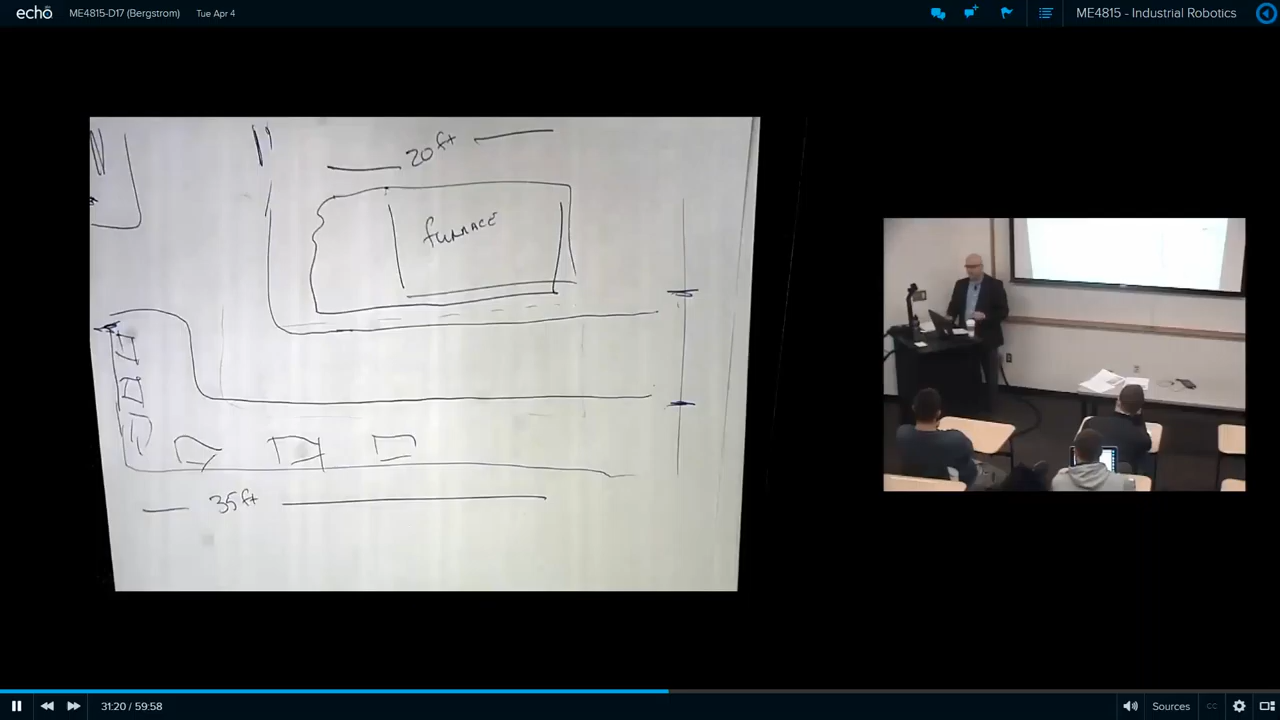 echo
ME4815-D17 (Bergstrom)
Tue Apr 4
ME4815 - Industrial Robotics
20 ft
furnace
35 ft
31:20 / 59:58
Sources
CC